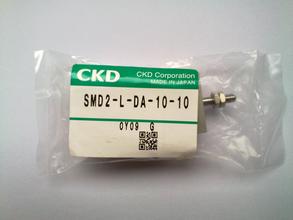 CKD
CKD Corporation
MADE IN JAPAN
SMD2-L-DA-10-10
0Y09 G